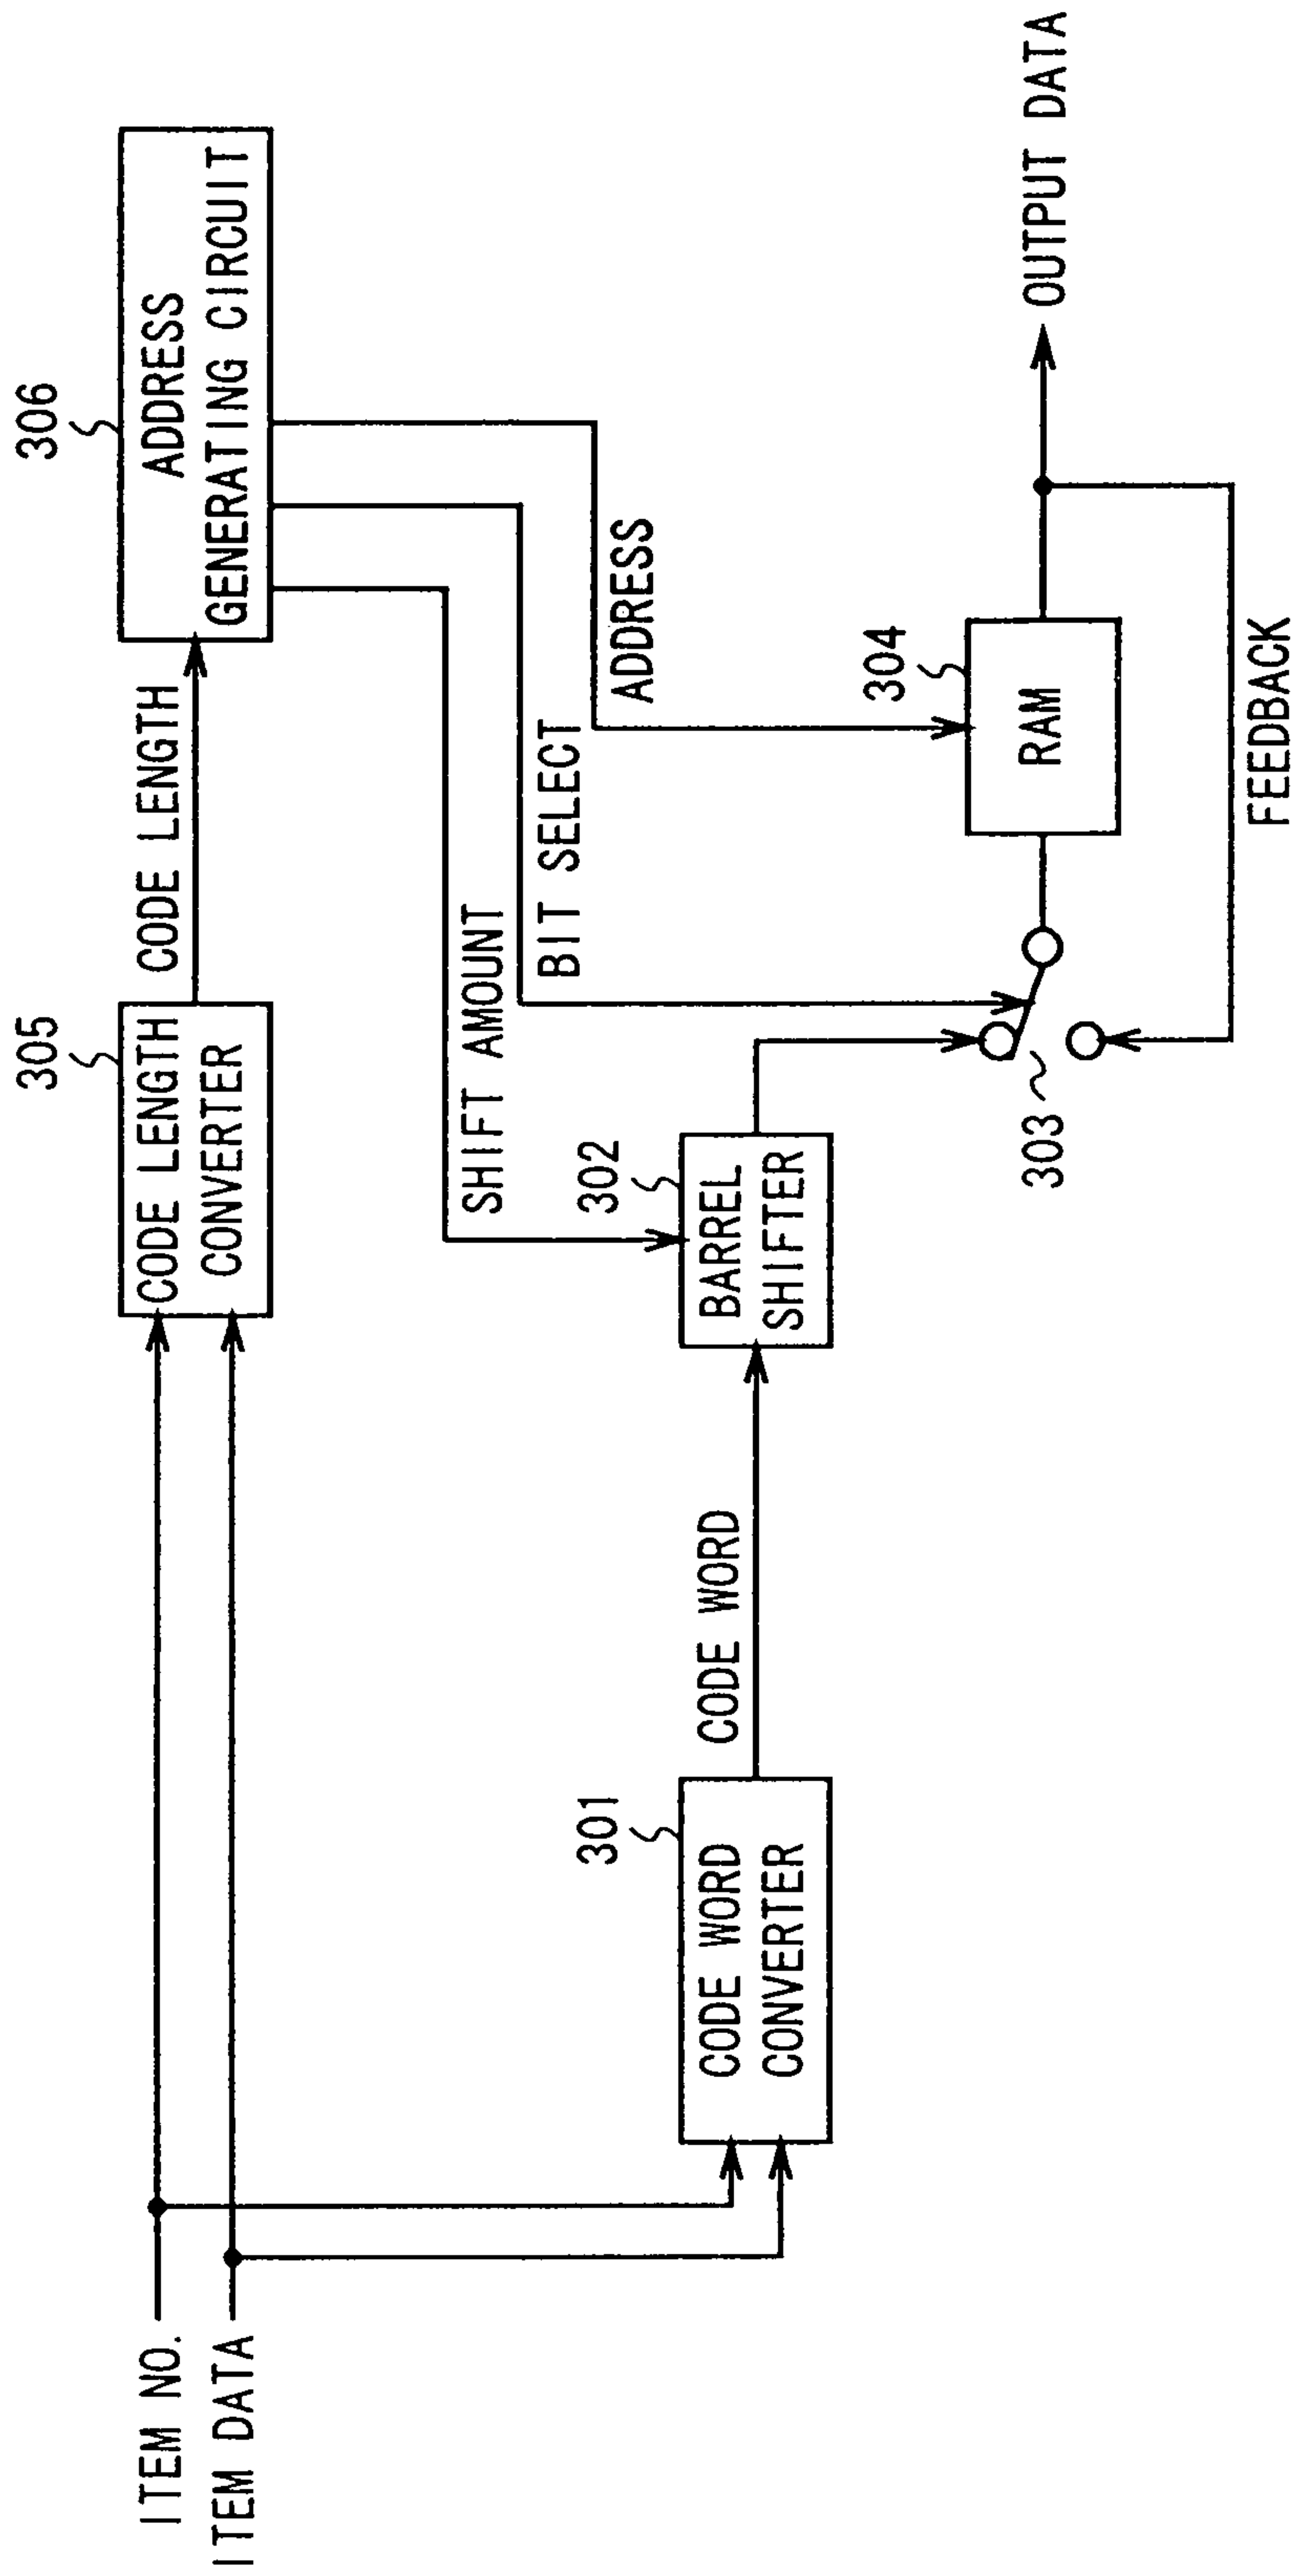 306
ADDRESS
GENERATING CIRCUIT
305
CODE LENGTH
CONVERTER
CODE LENGTH
ITEM NO.
ITEM DATA
SHIFT AMOUNT
BIT SELECT
ADDRESS
301
CODE WORD
CONVERTER
CODE WORD
302
BARREL
SHIFTER
303
304
RAM
OUTPUT DATA
FEEDBACK